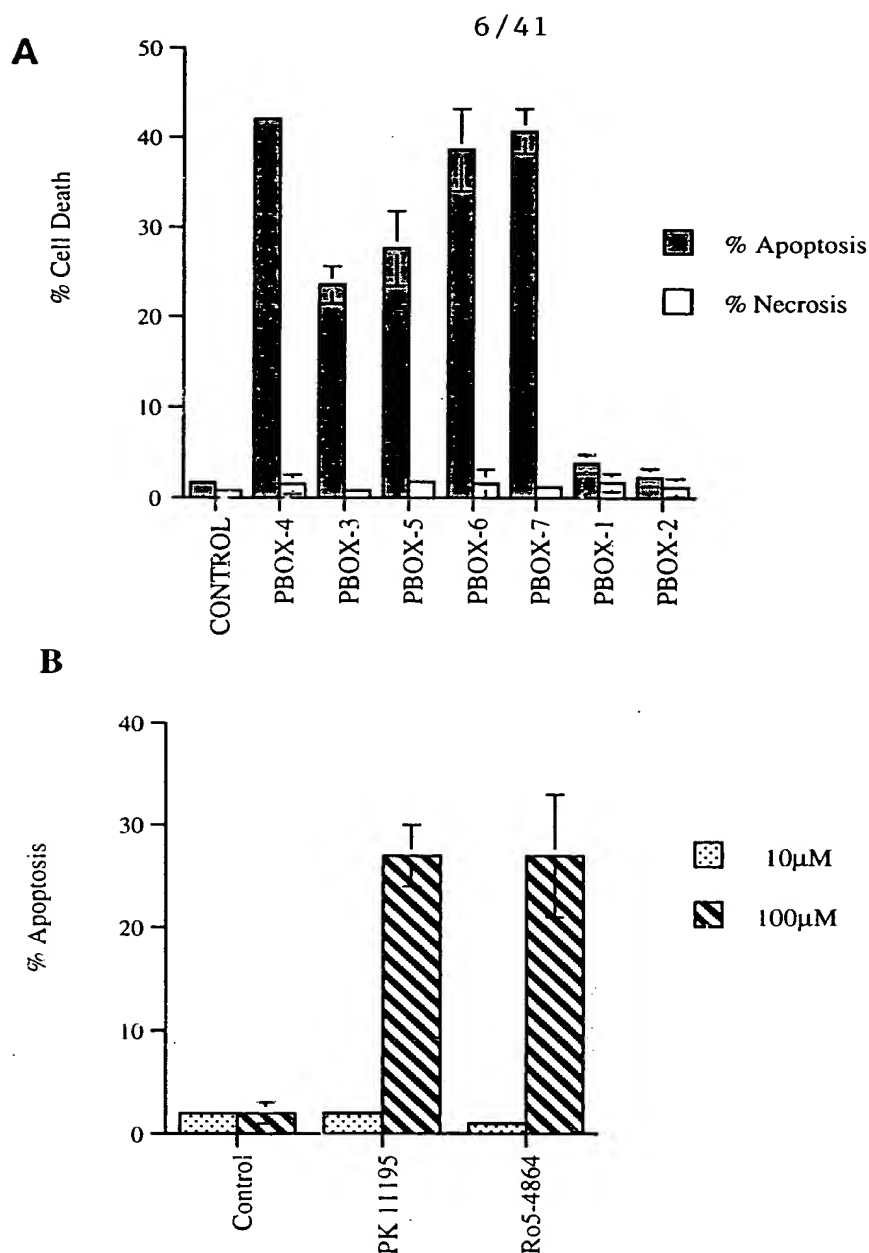 6/41
A
50
40
30
20
10
0
% Cell Death
% Apoptosis
% Necrosis
CONTROL
PBOX-4
PBOX-3
PBOX-5
PBOX-6
PBOX-7
PBOX-1
PBOX-2
B
40
30
20
10
0
% Apoptosis
10µM
100µM
Control
PK 11195
Ro5-4864